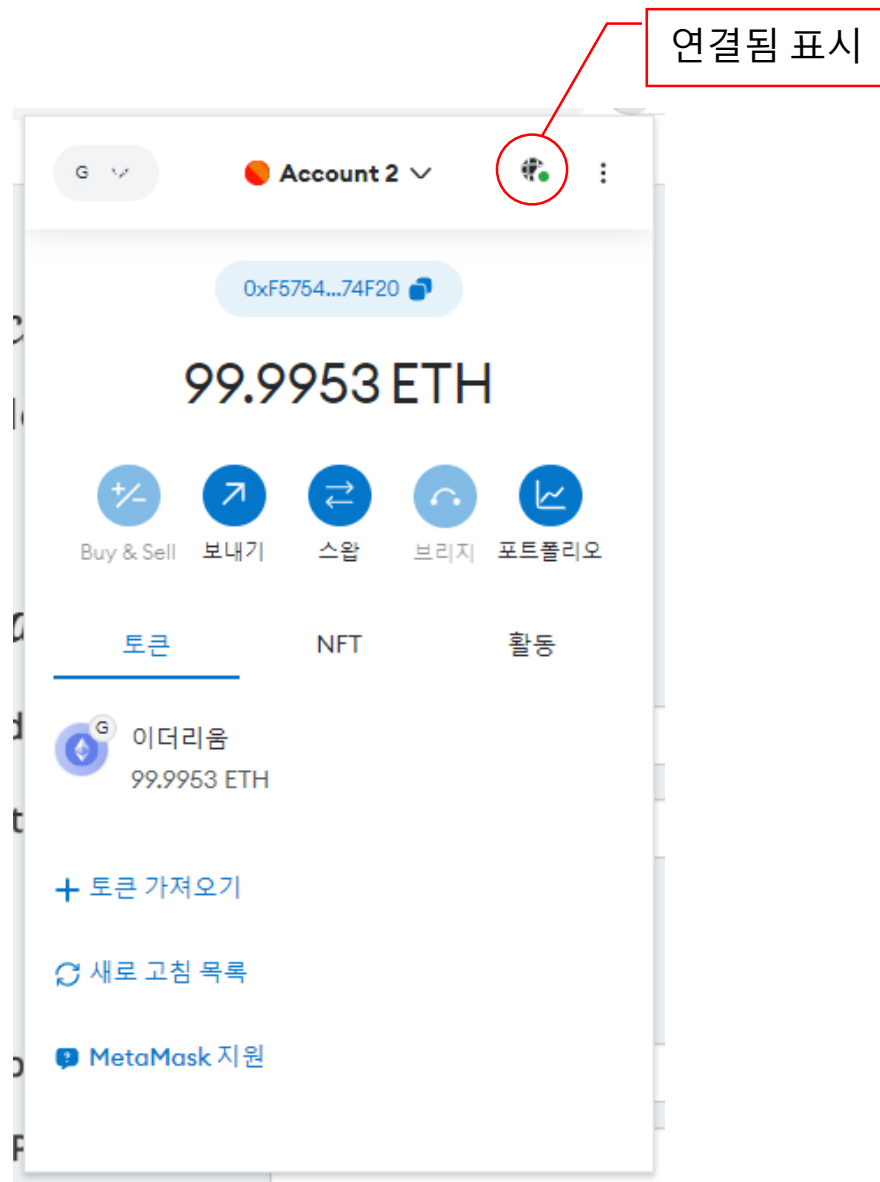 연결됨 표시
G
Account 2
0xF5754...74F20
99.9953 ETH
Buy & Sell 보내기 스왑 브리지 포트폴리오
토큰 NFT 활동
G
이더리움
99.9953 ETH
토큰 가져오기
새로 고침 목록
MetaMask 지원